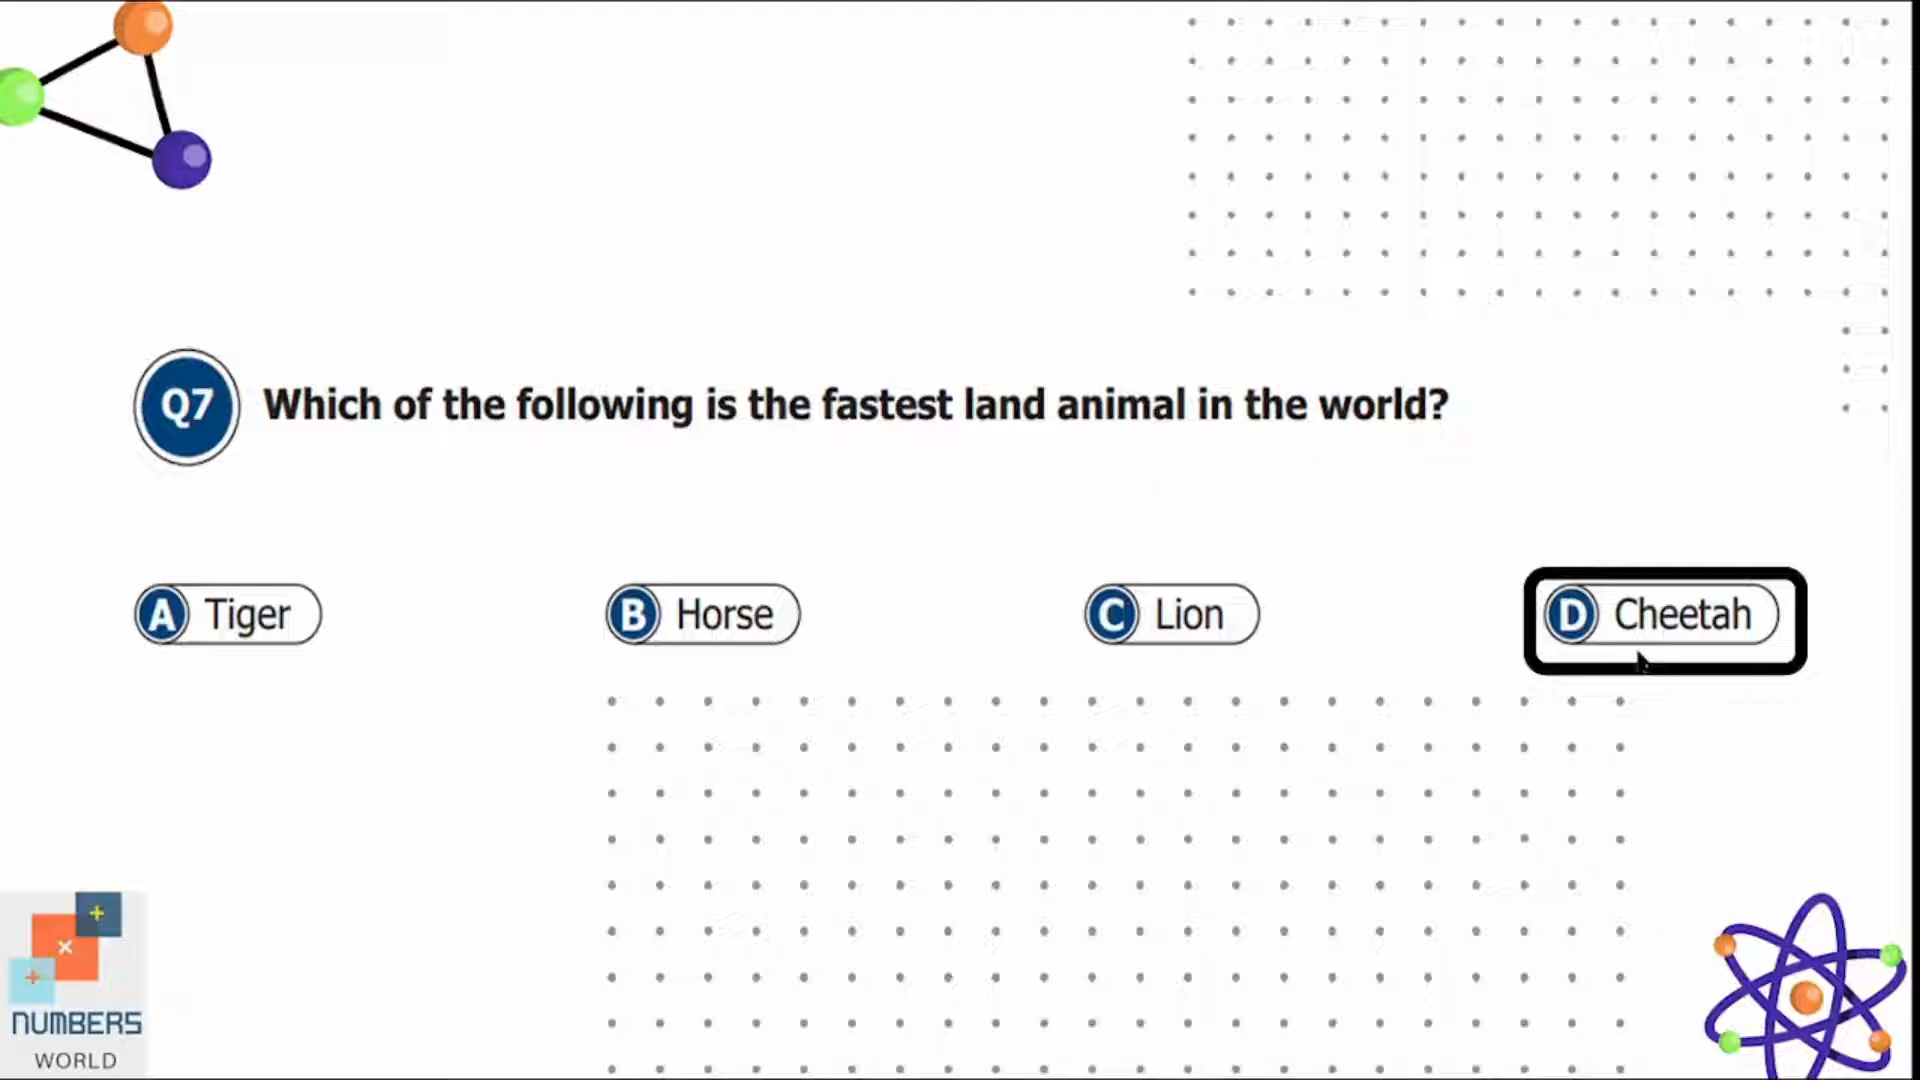 Q7 Which of the following is the fastest land animal in the world?
A Tiger
B Horse
C Lion
D Cheetah
+
×
+
NUMBERS
WORLD